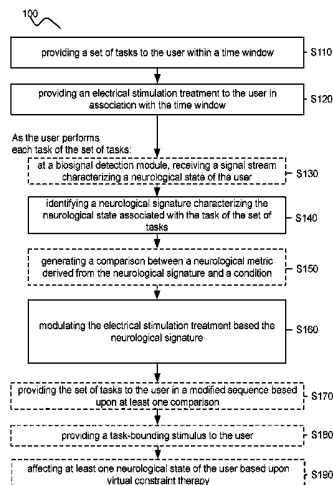 100
providing a set of tasks to the user within a time window
S110
providing an electrical stimulation treatment to the user in
association with the time window
S120
As the user performs
each task of the set of tasks:
at a biosignal detection module, receiving a signal stream
characterizing a neurological state of the user
S130
identifying a neurological signature characterizing the
neurological state associated with the task of the set of
tasks
S140
generating a comparison between a neurological metric
derived from the neurological signature and a condition
S150
modulating the electrical stimulation treatment based the
neurological signature
S160
providing the set of tasks to the user in a modified sequence based
upon at least one comparison
S170
providing a task-bounding stimulus to the user
S180
affecting at least one neurological state of the user based upon
virtual constraint therapy
S190